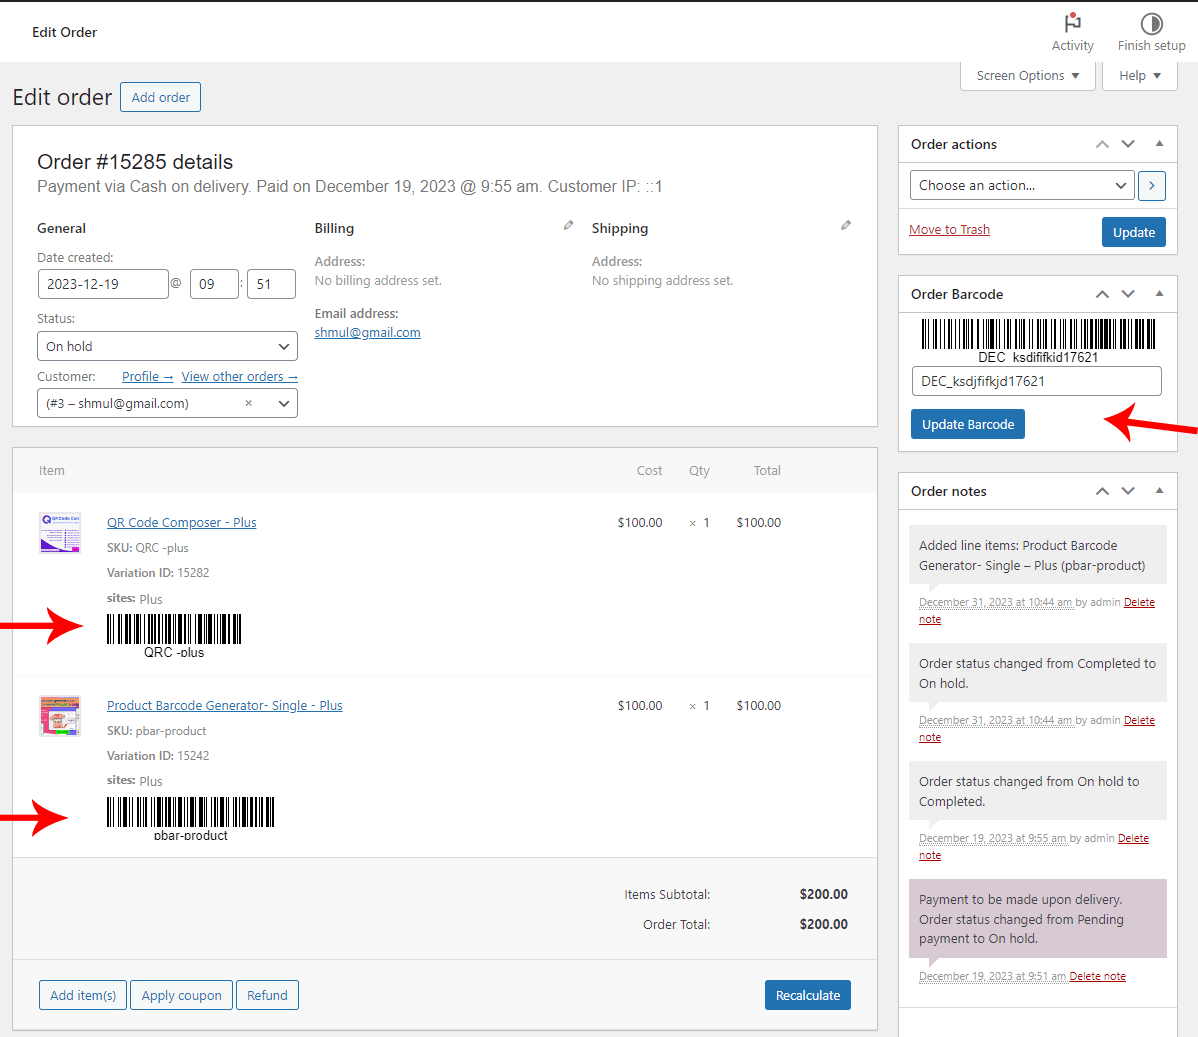 Edit Order
Activity
Finish setup
Screen Options ▼
Help ▼
Edit order
Add order
Order #15285 details
Payment via Cash on delivery. Paid on December 19, 2023 @ 9:55 am. Customer IP: ::1
General
Date created:
2023-12-19 @ 09 : 51
Status:
On hold
Customer: Profile → View other orders →
(#3 – shmul@gmail.com) ×
Billing
Address:
No billing address set.
Email address:
shmul@gmail.com
Shipping
Address:
No shipping address set.
Item Cost Qty Total
QR Code Composer - Plus $100.00 × 1 $100.00
SKU: QRC -plus
Variation ID: 15282
sites: Plus
QRC -plus
Product Barcode Generator- Single - Plus $100.00 × 1 $100.00
SKU: pbar-product
Variation ID: 15242
sites: Plus
pbar-product
Items Subtotal: $200.00
Order Total: $200.00
Add item(s)
Apply coupon
Refund
Recalculate
Order actions
Choose an action...
Move to Trash
Update
Order Barcode
DEC_ksdjfifkjd17621
DEC_ksdjfifkjd17621
Update Barcode
Order notes
Added line items: Product Barcode
Generator- Single – Plus (pbar-product)
December 31, 2023 at 10:44 am by admin Delete
note
Order status changed from Completed to
On hold.
December 31, 2023 at 10:44 am by admin Delete
note
Order status changed from On hold to
Completed.
December 19, 2023 at 9:55 am by admin Delete
note
Payment to be made upon delivery.
Order status changed from Pending
payment to On hold.
December 19, 2023 at 9:51 am Delete note